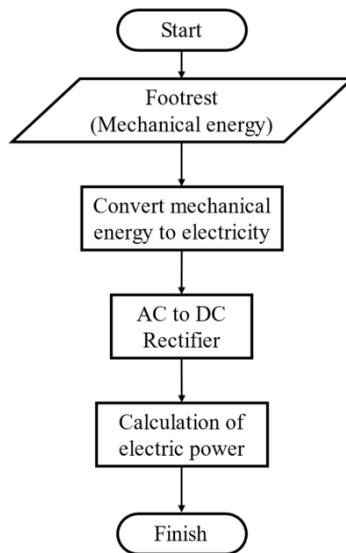 Start
Footrest
(Mechanical energy)
Convert mechanical
energy to electricity
AC to DC
Rectifier
Calculation of
electric power
Finish